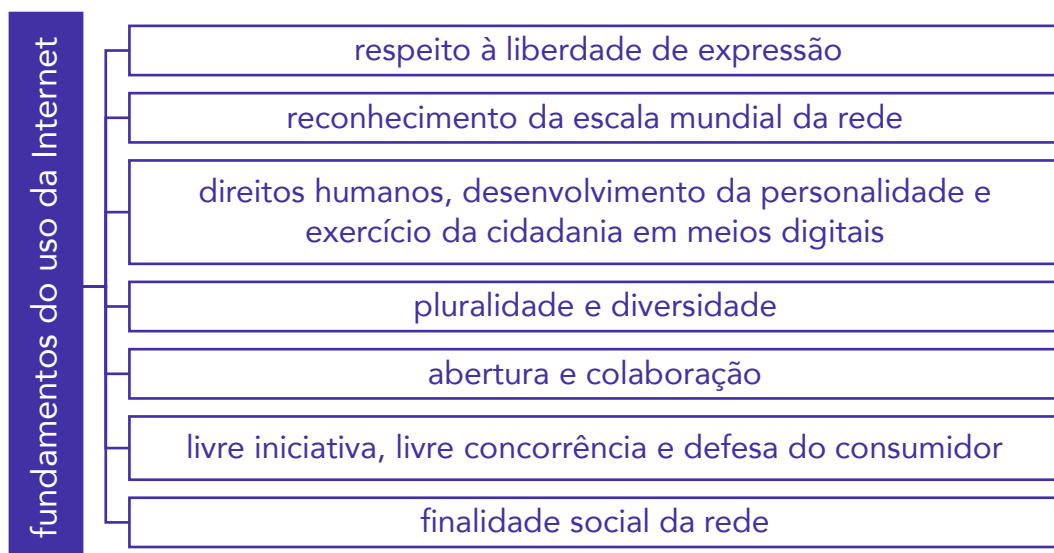 fundamentos do uso da Internet
respeito à liberdade de expressão
reconhecimento da escala mundial da rede
direitos humanos, desenvolvimento da personalidade e
exercício da cidadania em meios digitais
pluralidade e diversidade
abertura e colaboração
livre iniciativa, livre concorrência e defesa do consumidor
finalidade social da rede